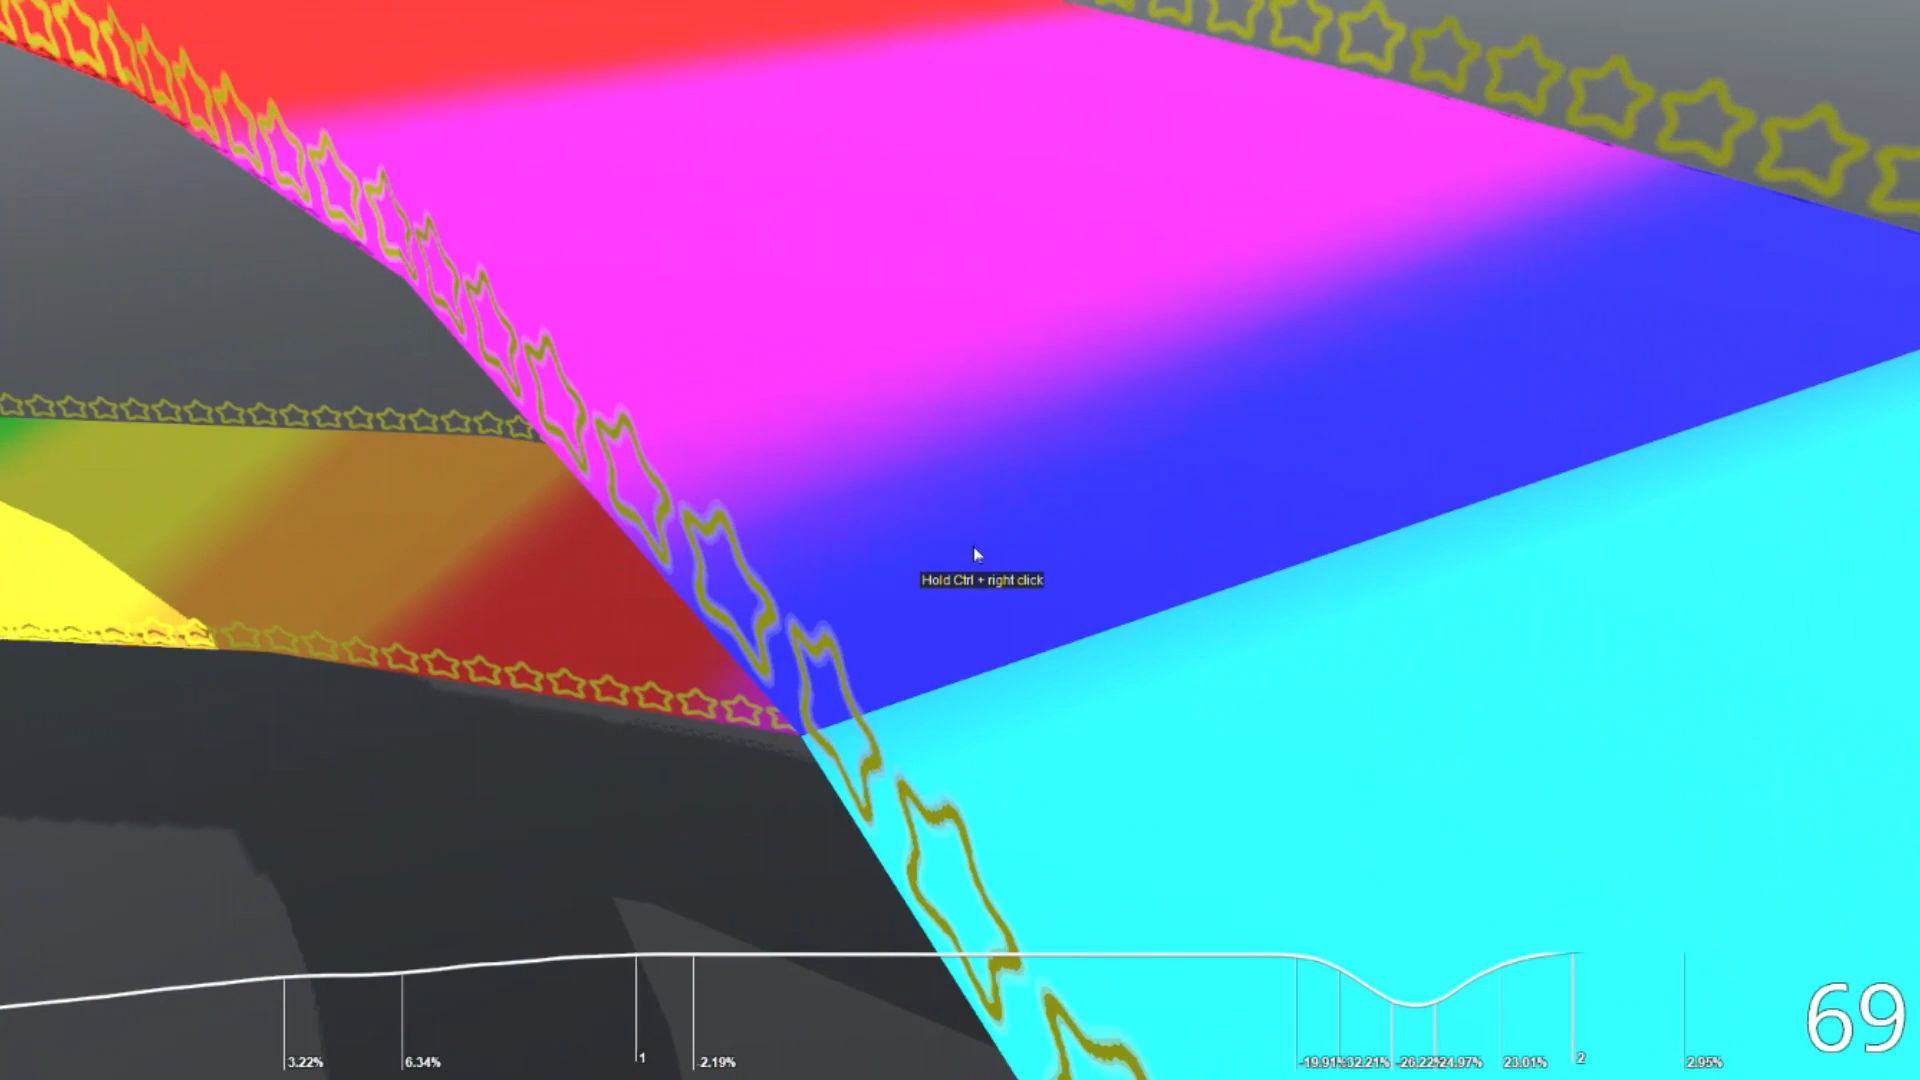 Hold Ctrl + right click
3.22% 6.34% 1 -2.19% -19.91% -32.21% -26.22% 24.97% 23.01% 2 2.95%
69